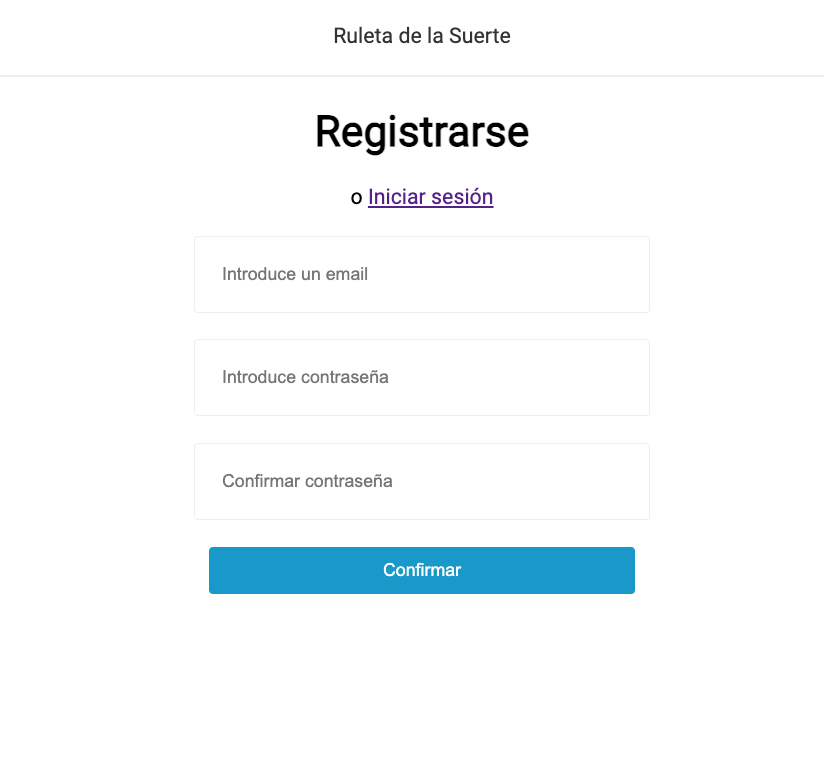 Ruleta de la Suerte
Registrarse
o Iniciar sesión
Introduce un email
Introduce contraseña
Confirmar contraseña
Confirmar